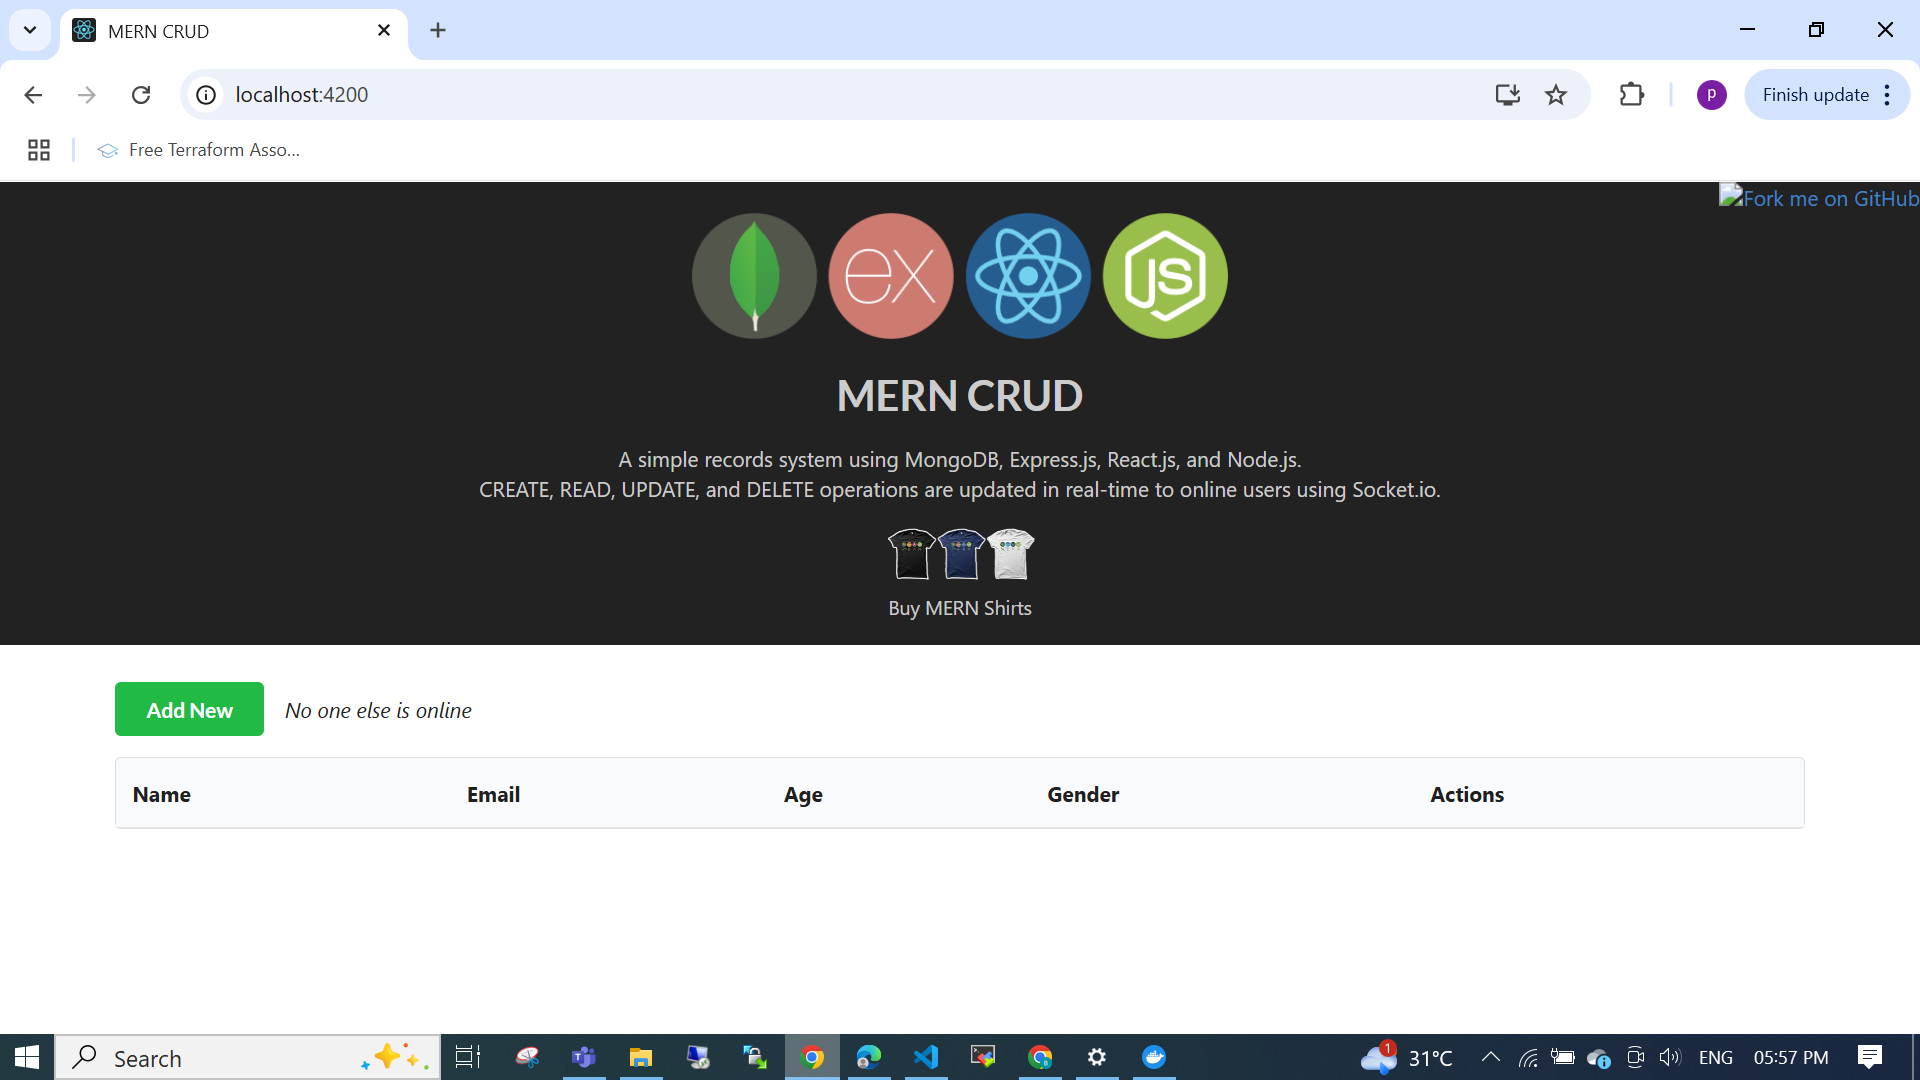 MERN CRUD
localhost:4200
p
Finish update
Free Terraform Asso...
Fork me on GitHub
ex
JS
MERN CRUD
A simple records system using MongoDB, Express.js, React.js, and Node.js.
CREATE, READ, UPDATE, and DELETE operations are updated in real-time to online users using Socket.io.
Buy MERN Shirts
Add New
No one else is online
Name Email Age Gender Actions
Search
1
31°C
ENG
05:57 PM